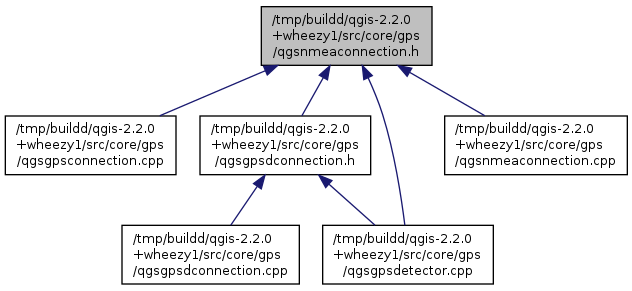 /tmp/buildd/qgis-2.2.0
+wheezy1/src/core/gps
/qgsnmeaconnection.h
/tmp/buildd/qgis-2.2.0
+wheezy1/src/core/gps
/qgsgpsconnection.cpp
/tmp/buildd/qgis-2.2.0
+wheezy1/src/core/gps
/qgsgpsdconnection.h
/tmp/buildd/qgis-2.2.0
+wheezy1/src/core/gps
/qgsnmeaconnection.cpp
/tmp/buildd/qgis-2.2.0
+wheezy1/src/core/gps
/qgsgpsdconnection.cpp
/tmp/buildd/qgis-2.2.0
+wheezy1/src/core/gps
/qgsgpsdetector.cpp